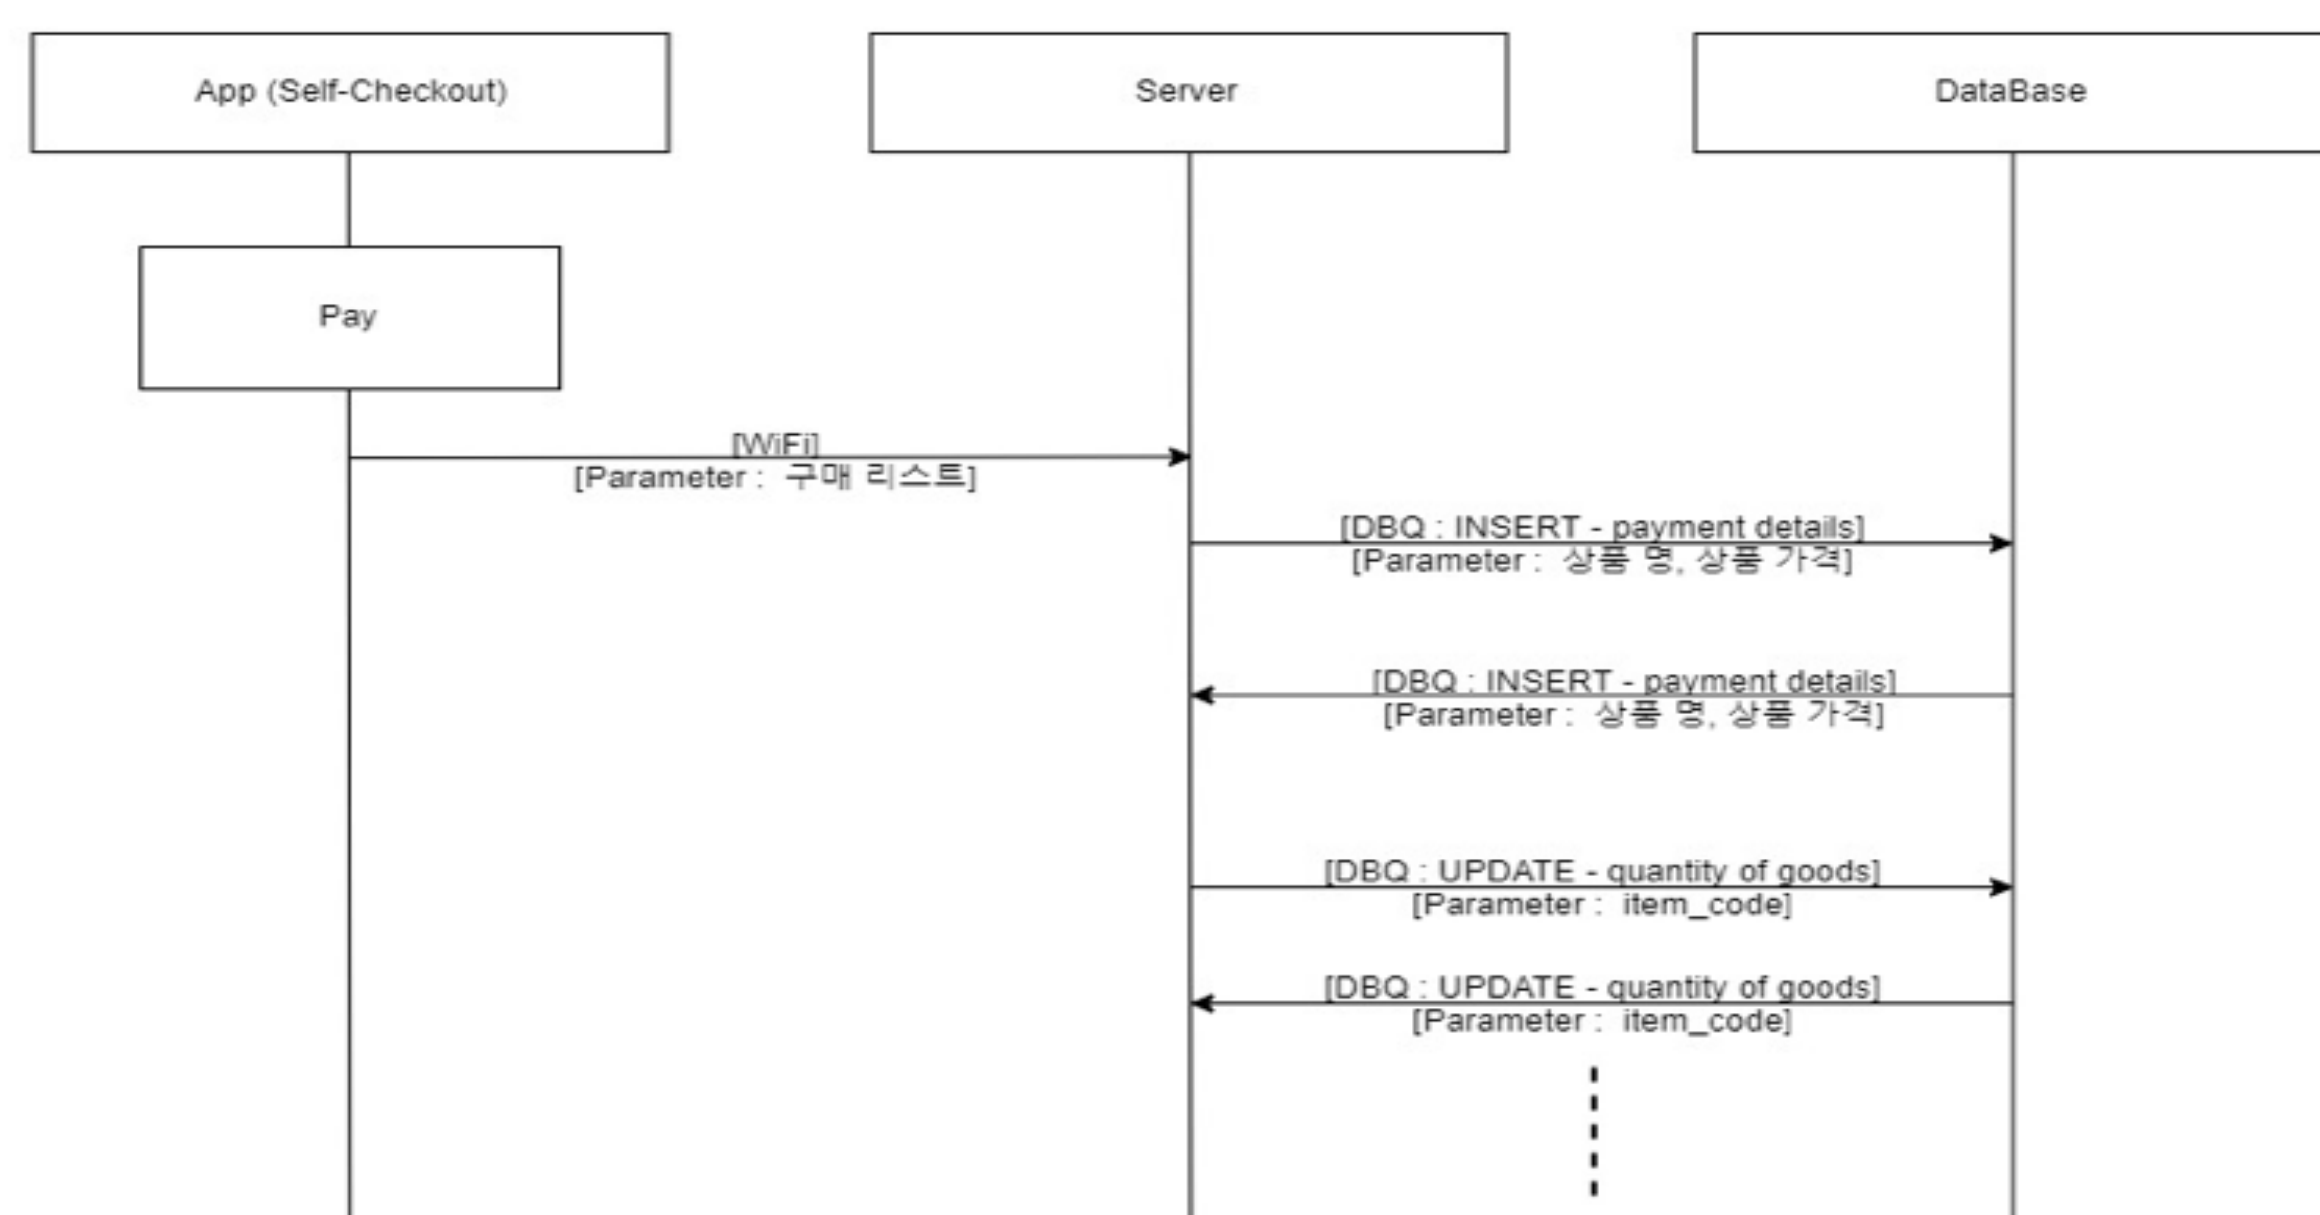 App (Self-Checkout)
Server
DataBase
Pay
[WiFi]
[Parameter : 구매 리스트]
[DBQ : INSERT - payment details]
[Parameter : 상품 명, 상품 가격]
[DBQ : INSERT - payment details]
[Parameter : 상품 명, 상품 가격]
[DBQ : UPDATE - quantity of goods]
[Parameter : item_code]
[DBQ : UPDATE - quantity of goods]
[Parameter : item_code]